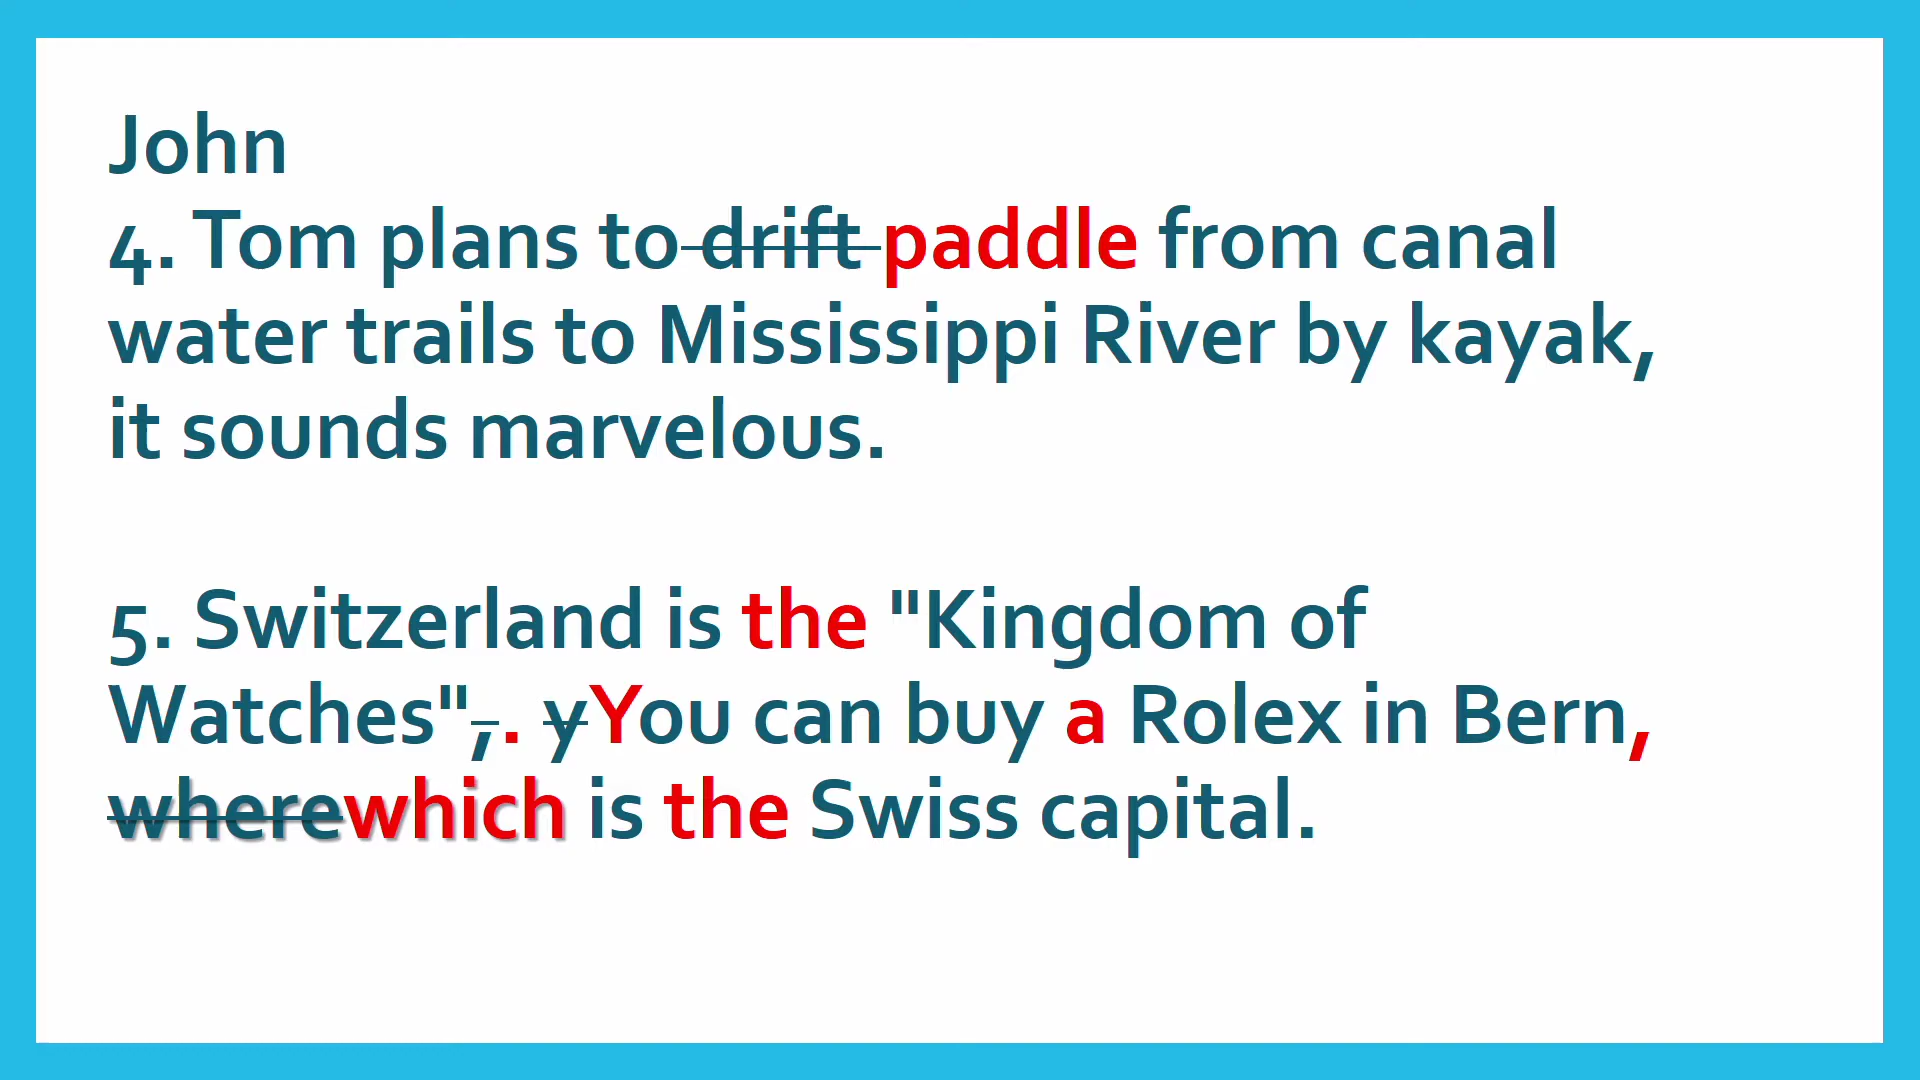 John
4. Tom plans to drift paddle from canal
water trails to Mississippi River by kayak,
it sounds marvelous.
5. Switzerland is the "Kingdom of
Watches",. yYou can buy a Rolex in Bern,
wherewhich is the Swiss capital.